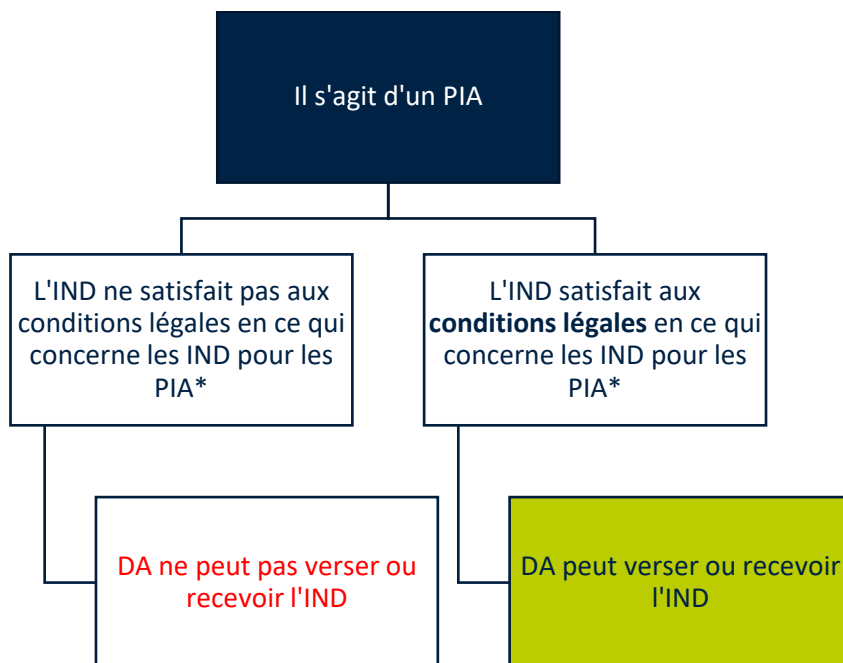 Il s'agit d'un PIA
L'IND ne satisfait pas aux
conditions légales en ce qui
concerne les IND pour les
PIA*
L'IND satisfait aux
conditions légales en ce qui
concerne les IND pour les
PIA*
DA ne peut pas verser ou
recevoir l'IND
DA peut verser ou recevoir
l'IND